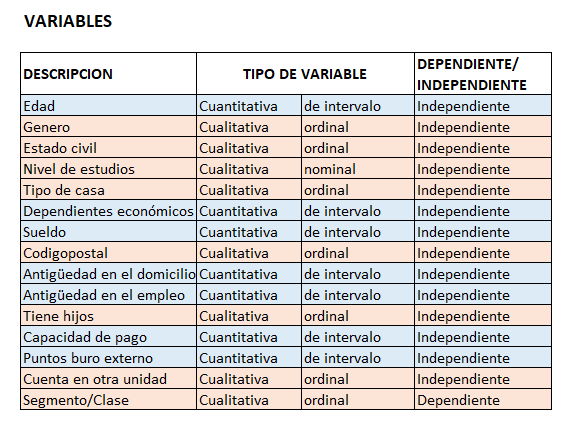 VARIABLES
DESCRIPCION TIPO DE VARIABLE DEPENDIENTE/
INDEPENDIENTE
Edad Cuantitativa de intervalo Independiente
Genero Cualitativa ordinal Independiente
Estado civil Cualitativa ordinal Independiente
Nivel de estudios Cualitativa nominal Independiente
Tipo de casa Cualitativa ordinal Independiente
Dependientes económicos Cuantitativa de intervalo Independiente
Sueldo Cuantitativa de intervalo Independiente
Codigopostal Cualitativa ordinal Independiente
Antigüedad en el domicilio Cuantitativa de intervalo Independiente
Antigüedad en el empleo Cuantitativa de intervalo Independiente
Tiene hijos Cualitativa ordinal Independiente
Capacidad de pago Cuantitativa de intervalo Independiente
Puntos buro externo Cuantitativa de intervalo Independiente
Cuenta en otra unidad Cualitativa ordinal Independiente
Segmento/Clase Cualitativa ordinal Dependiente